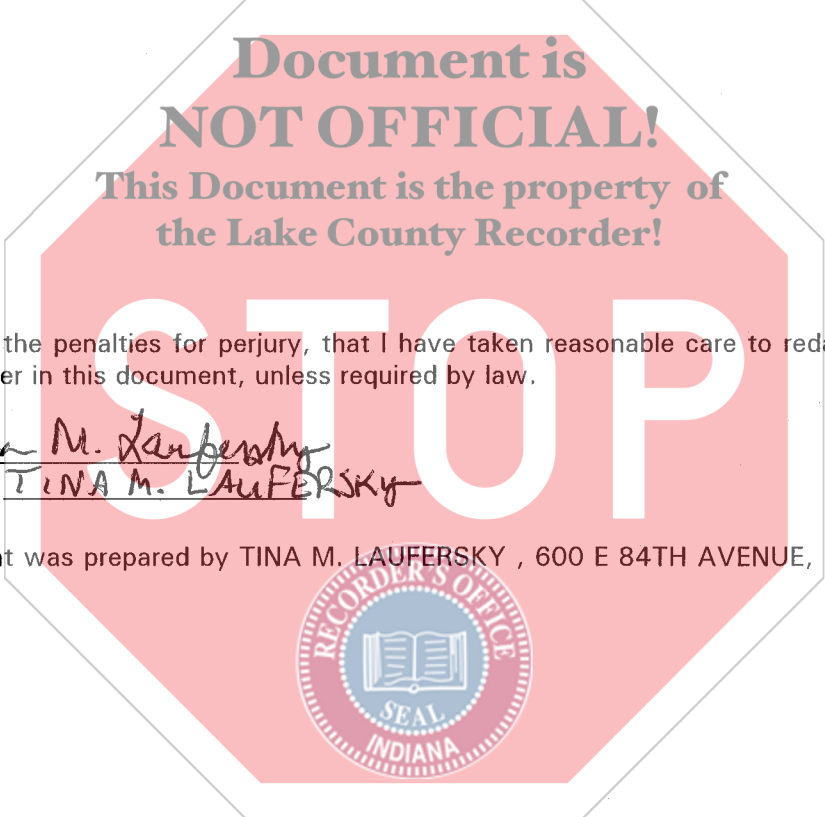 Document is
NOT OFFICIAL!
This Document is the property of
the Lake County Recorder!
STOP
the penalties for perjury, that I have taken reasonable care to reda
er in this document, unless required by law.
M. Laufersky
TINA M. LAUFERSKY
nt was prepared by TINA M. LAUFERSKY , 600 E 84TH AVENUE,
RECORDER'S OFFICE
SEAL
INDIANA